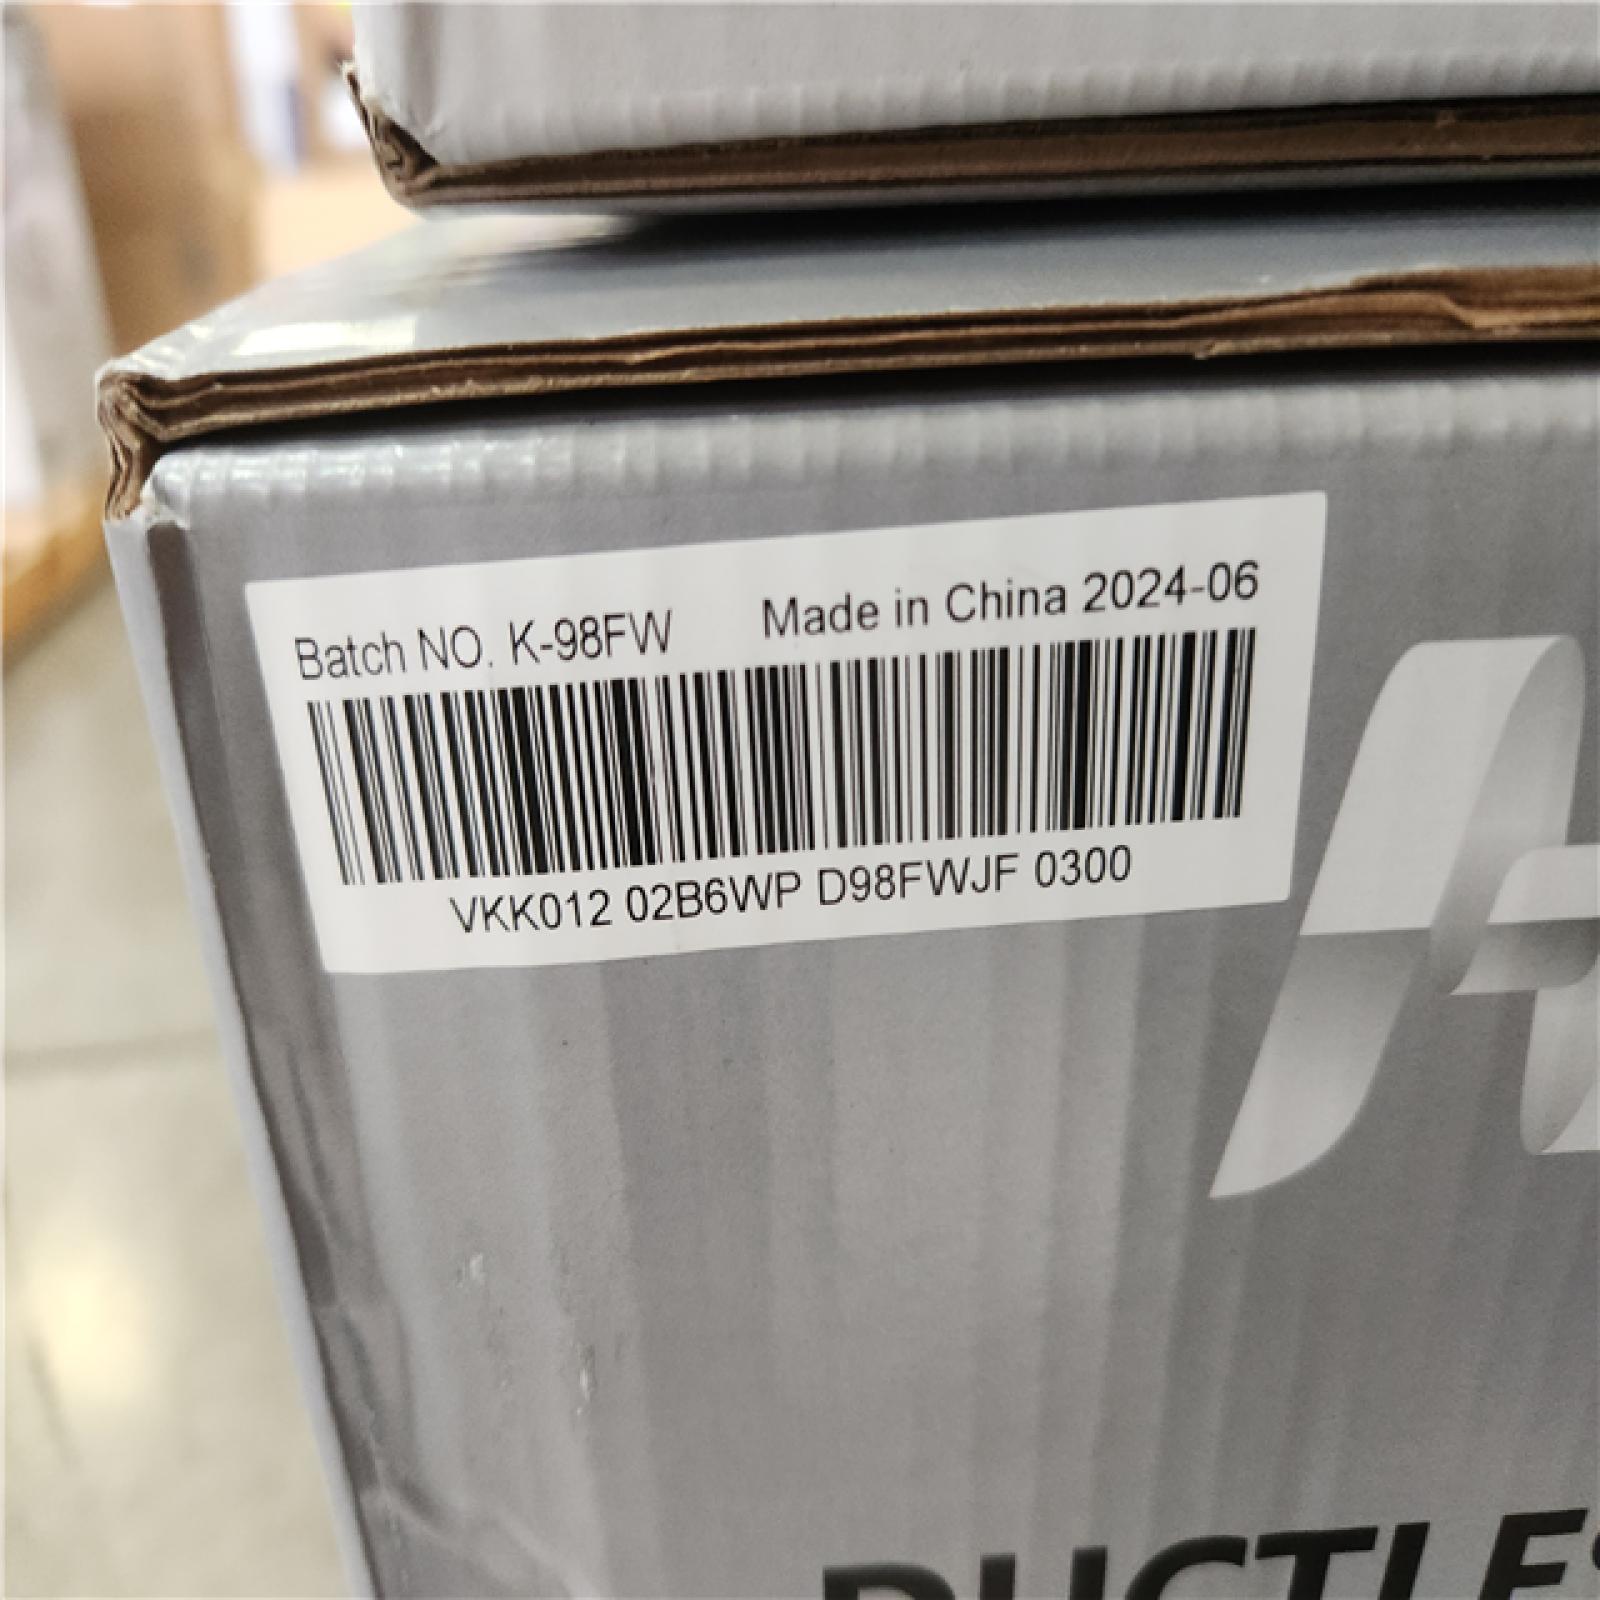 Batch NO. K-98FW Made in China 2024-06
VKK012 02B6WP D98FWJF 0300